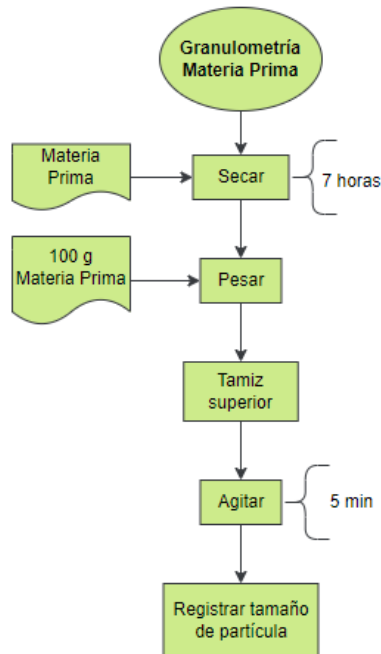 Granulometría
Materia Prima
Materia
Prima
Secar
7 horas
100 g
Materia Prima
Pesar
Tamiz
superior
Agitar
5 min
Registrar tamaño
de partícula